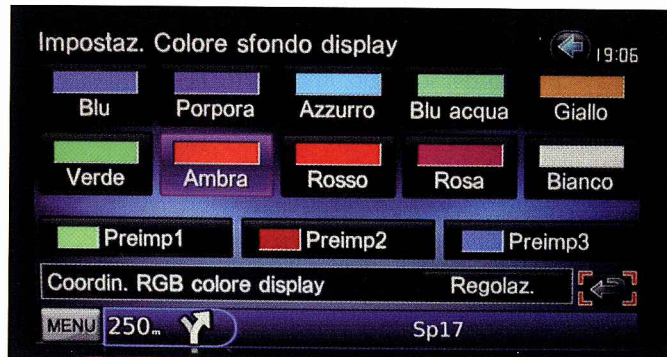 Impostaz. Colore sfondo display 19:06
Blu Porpora Azzurro Blu acqua Giallo
Verde Ambra Rosso Rosa Bianco
Preimp1 Preimp2 Preimp3
Coordin. RGB colore display Regolaz.
MENU 250m Sp17